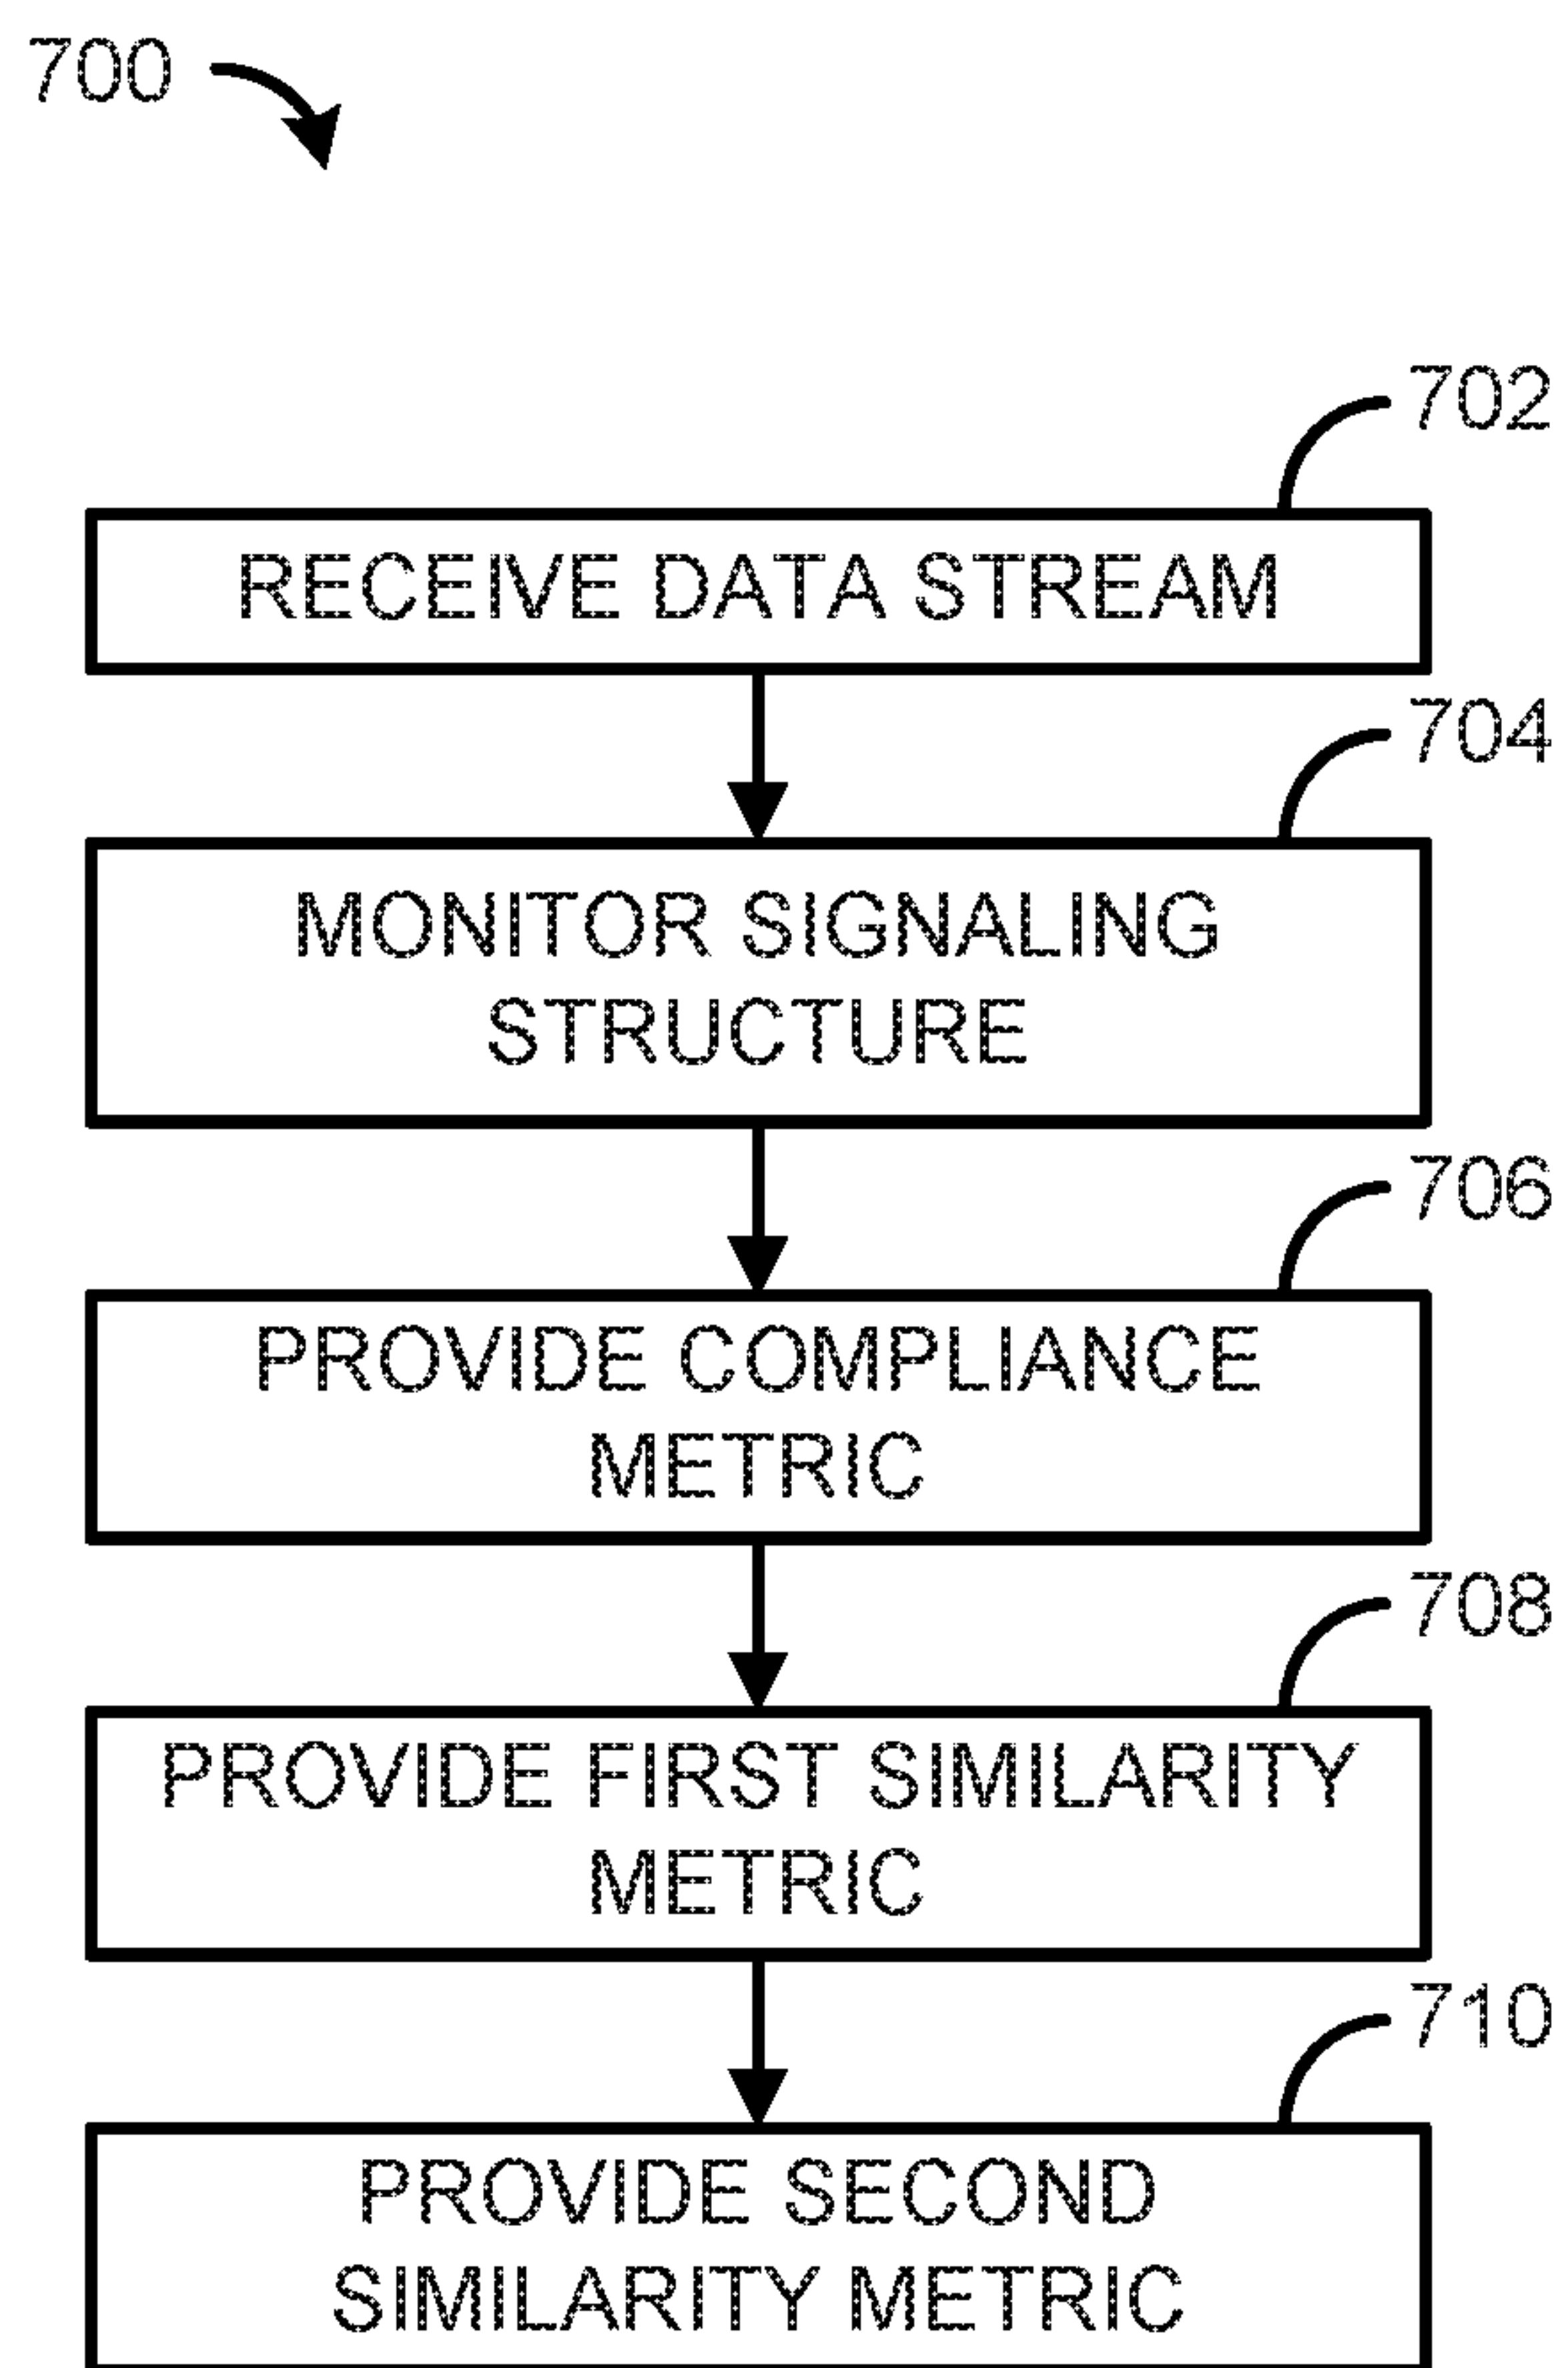 700
702
RECEIVE DATA STREAM
704
MONITOR SIGNALING
STRUCTURE
706
PROVIDE COMPLIANCE
METRIC
708
PROVIDE FIRST SIMILARITY
METRIC
710
PROVIDE SECOND
SIMILARITY METRIC